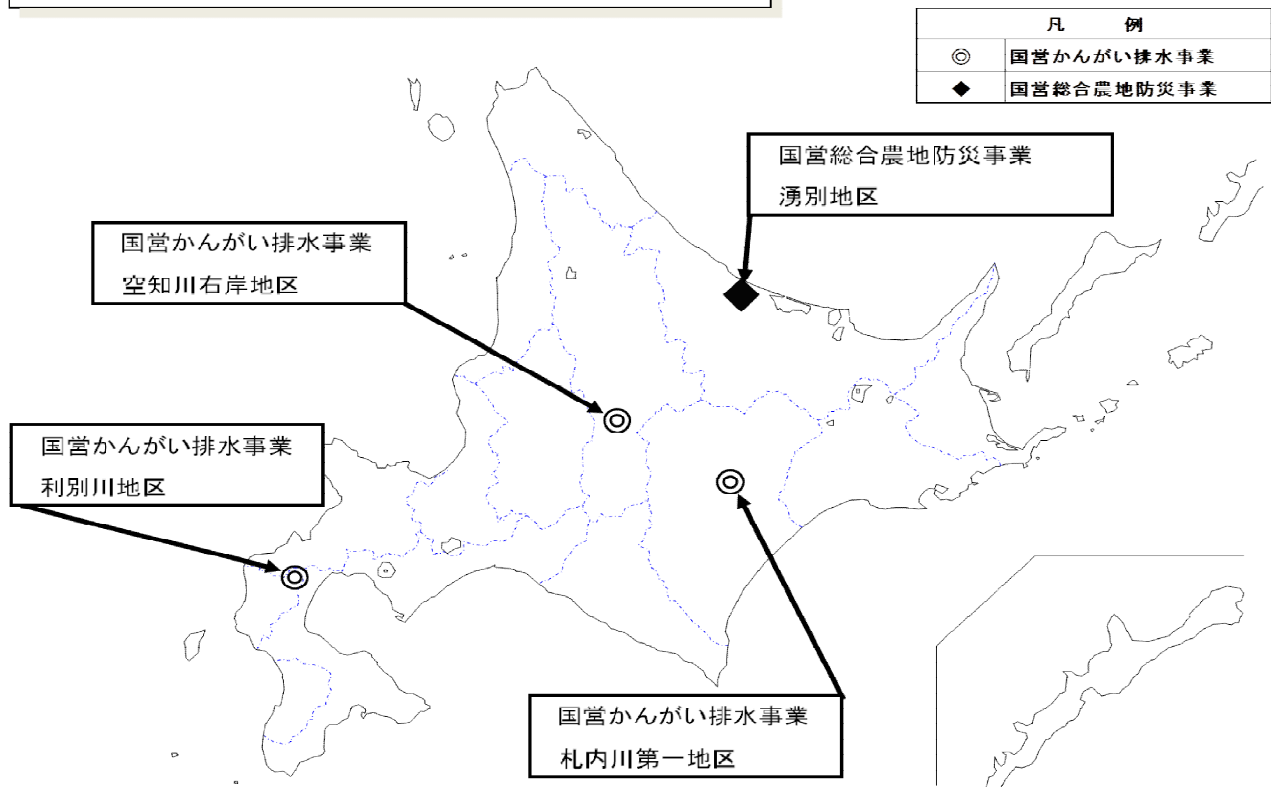 凡 例
◎ 国営かんがい排水事業
◆ 国営総合農地防災事業
国営総合農地防災事業
湧別地区
国営かんがい排水事業
空知川右岸地区
国営かんがい排水事業
利別川地区
国営かんがい排水事業
札内川第一地区